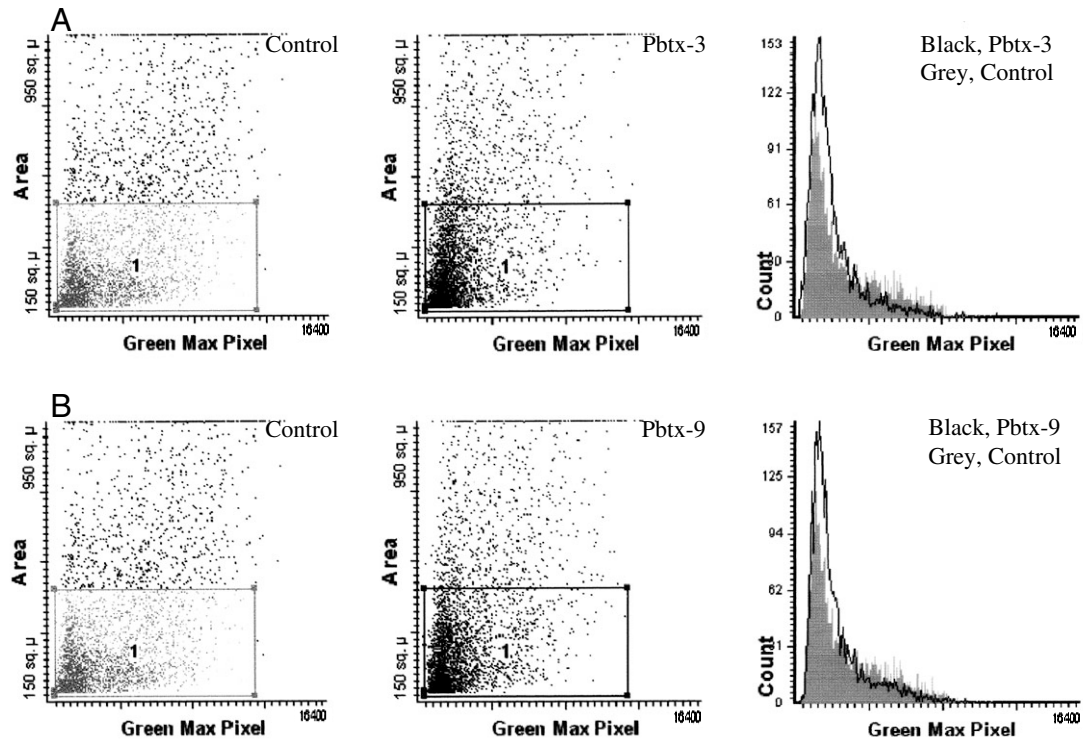 A
Control
950 sq. µ
Area
150 sq. µ
1
16400
Green Max Pixel
Pbtx-3
950 sq. µ
Area
150 sq. µ
1
16400
Green Max Pixel
Black, Pbtx-3
Grey, Control
153
122
91
61
30
0
Count
16400
Green Max Pixel
B
Control
950 sq. µ
Area
150 sq. µ
1
16400
Green Max Pixel
Pbtx-9
950 sq. µ
Area
150 sq. µ
1
16400
Green Max Pixel
Black, Pbtx-9
Grey, Control
157
125
94
62
31
0
Count
16400
Green Max Pixel